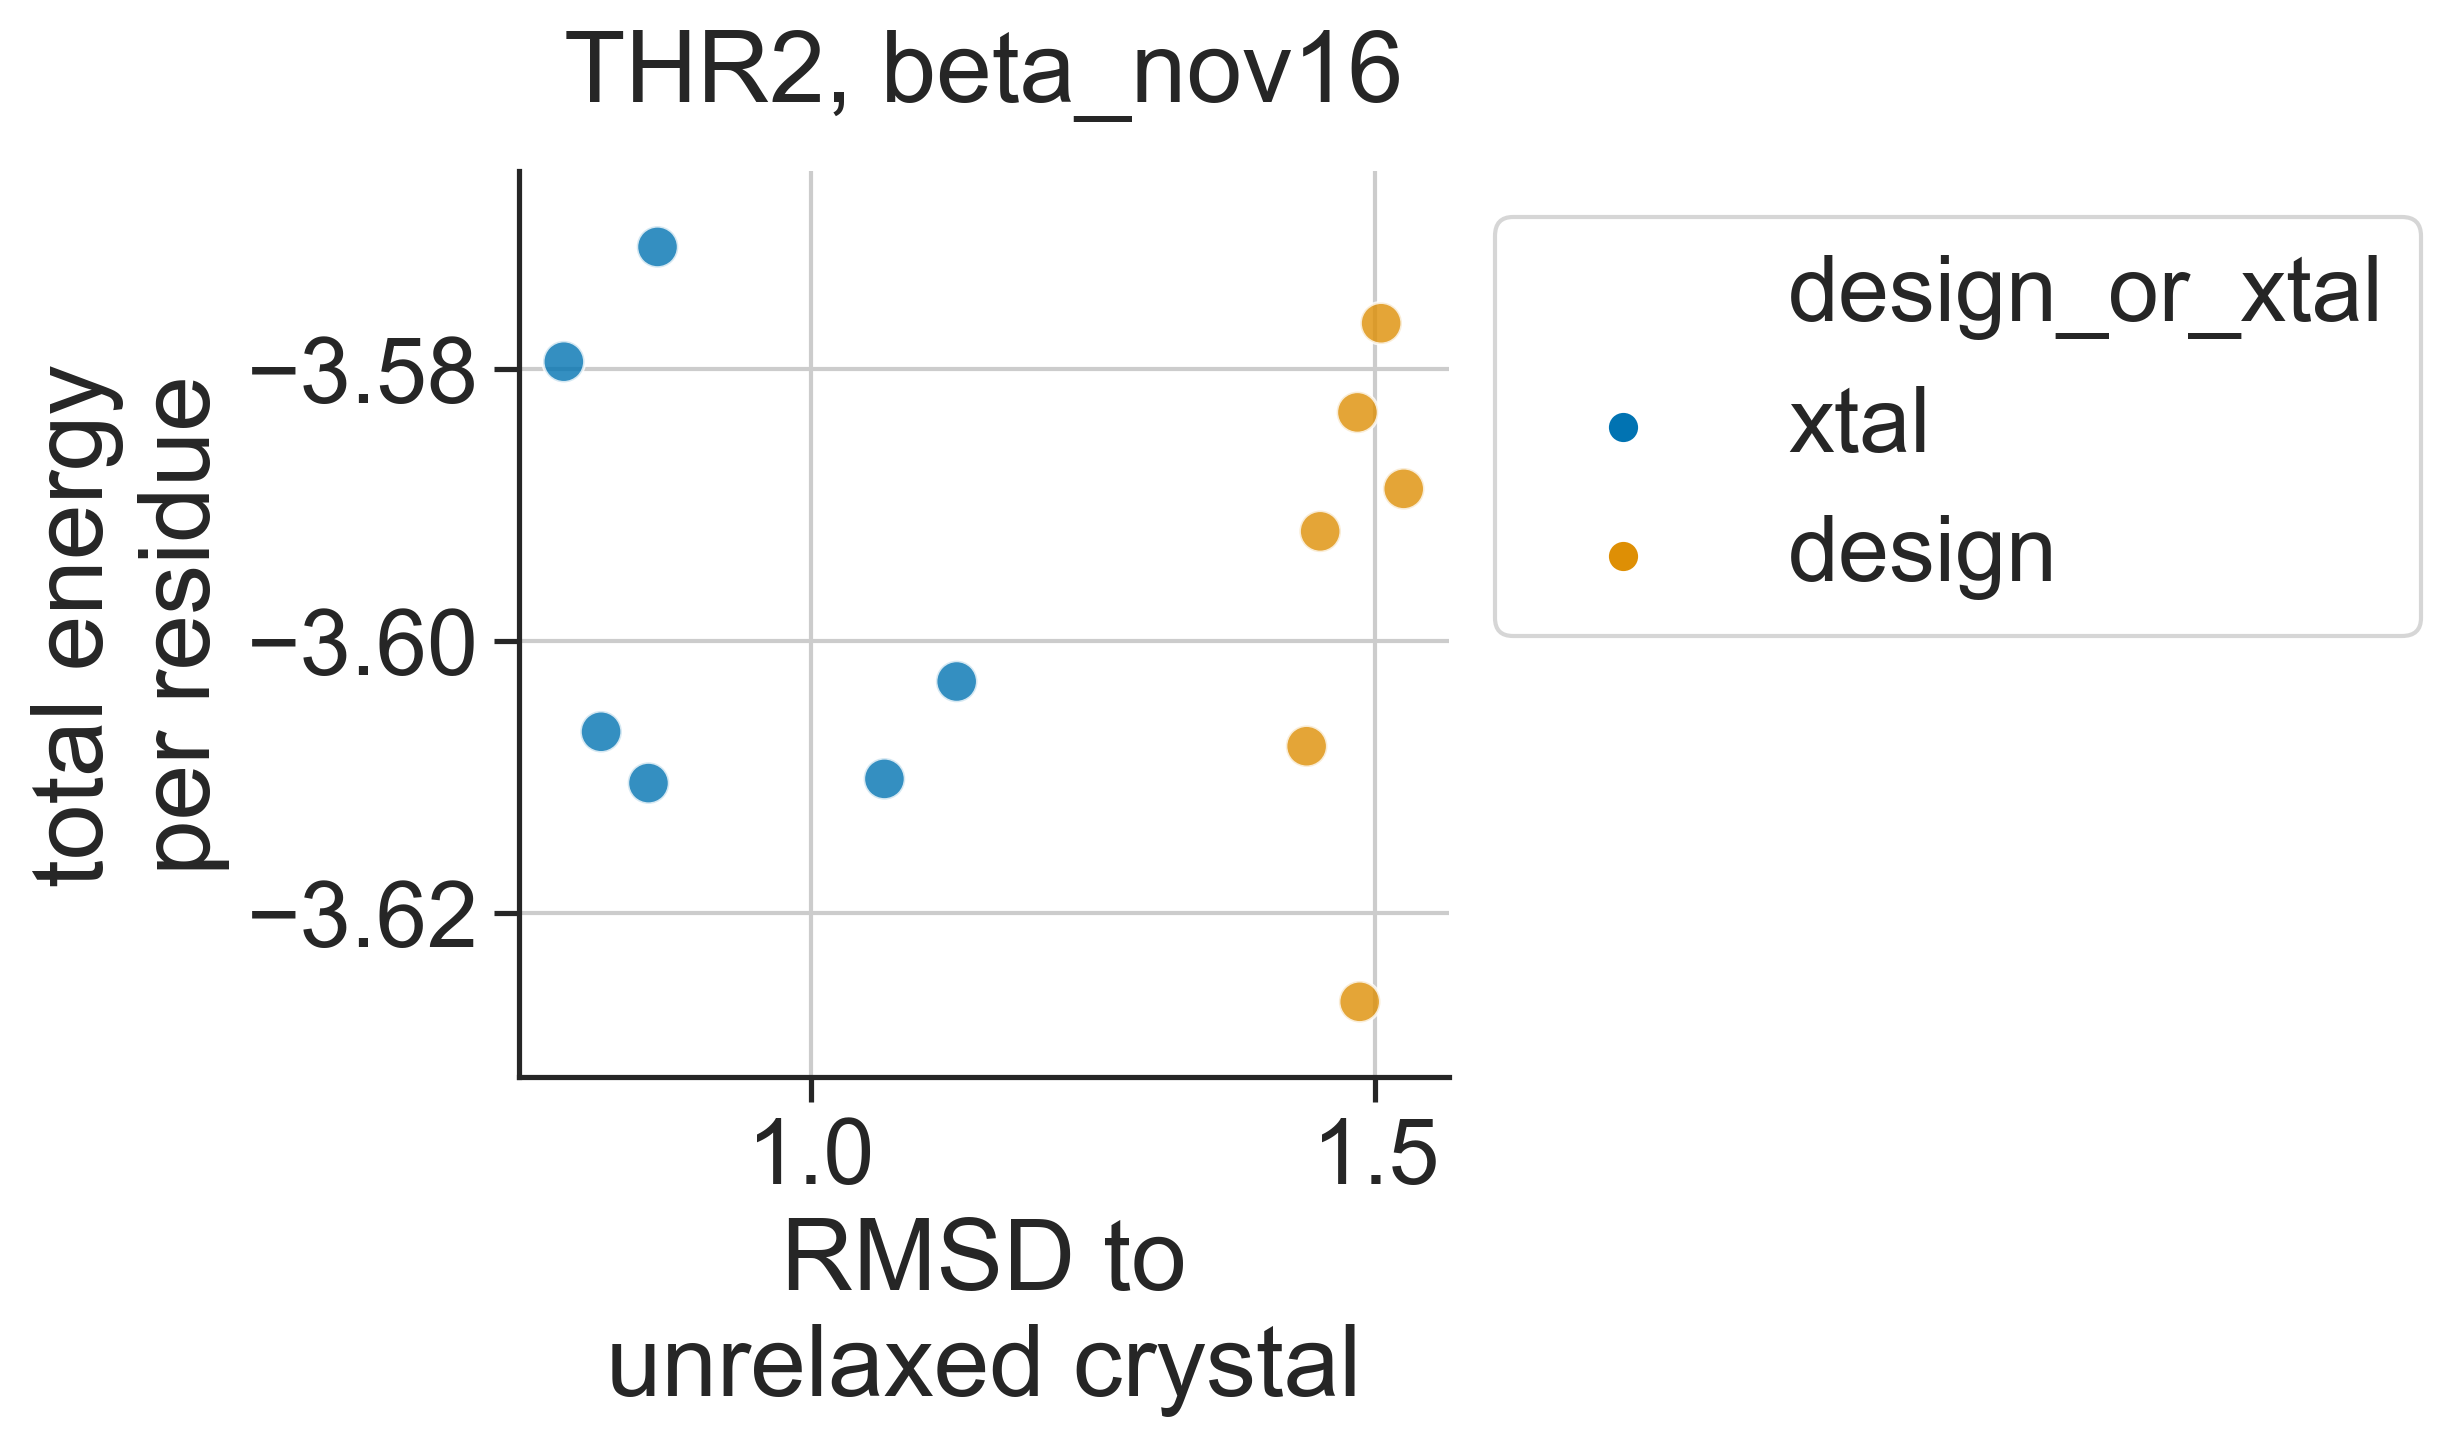 THR2, beta_nov16
total energy
per residue
−3.58
−3.60
−3.62
1.0
1.5
RMSD to
unrelaxed crystal
design_or_xtal
xtal
design